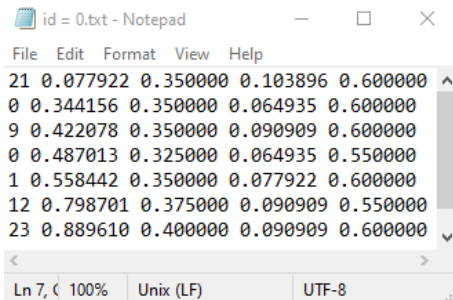 id = 0.txt - Notepad
File Edit Format View Help
21 0.077922 0.350000 0.103896 0.600000
0 0.344156 0.350000 0.064935 0.600000
9 0.422078 0.350000 0.090909 0.600000
0 0.487013 0.325000 0.064935 0.550000
1 0.558442 0.350000 0.077922 0.600000
12 0.798701 0.375000 0.090909 0.550000
23 0.889610 0.400000 0.090909 0.600000
Ln 7, 100% Unix (LF) UTF-8